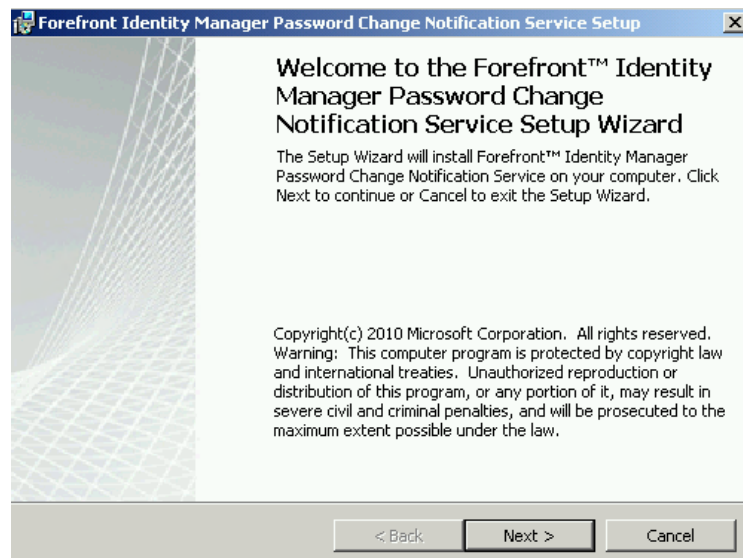 Forefront Identity Manager Password Change Notification Service Setup
Welcome to the Forefront™ Identity
Manager Password Change
Notification Service Setup Wizard
The Setup Wizard will install Forefront™ Identity Manager
Password Change Notification Service on your computer. Click
Next to continue or Cancel to exit the Setup Wizard.
Copyright(c) 2010 Microsoft Corporation. All rights reserved.
Warning: This computer program is protected by copyright law
and international treaties. Unauthorized reproduction or
distribution of this program, or any portion of it, may result in
severe civil and criminal penalties, and will be prosecuted to the
maximum extent possible under the law.
< Back Next > Cancel